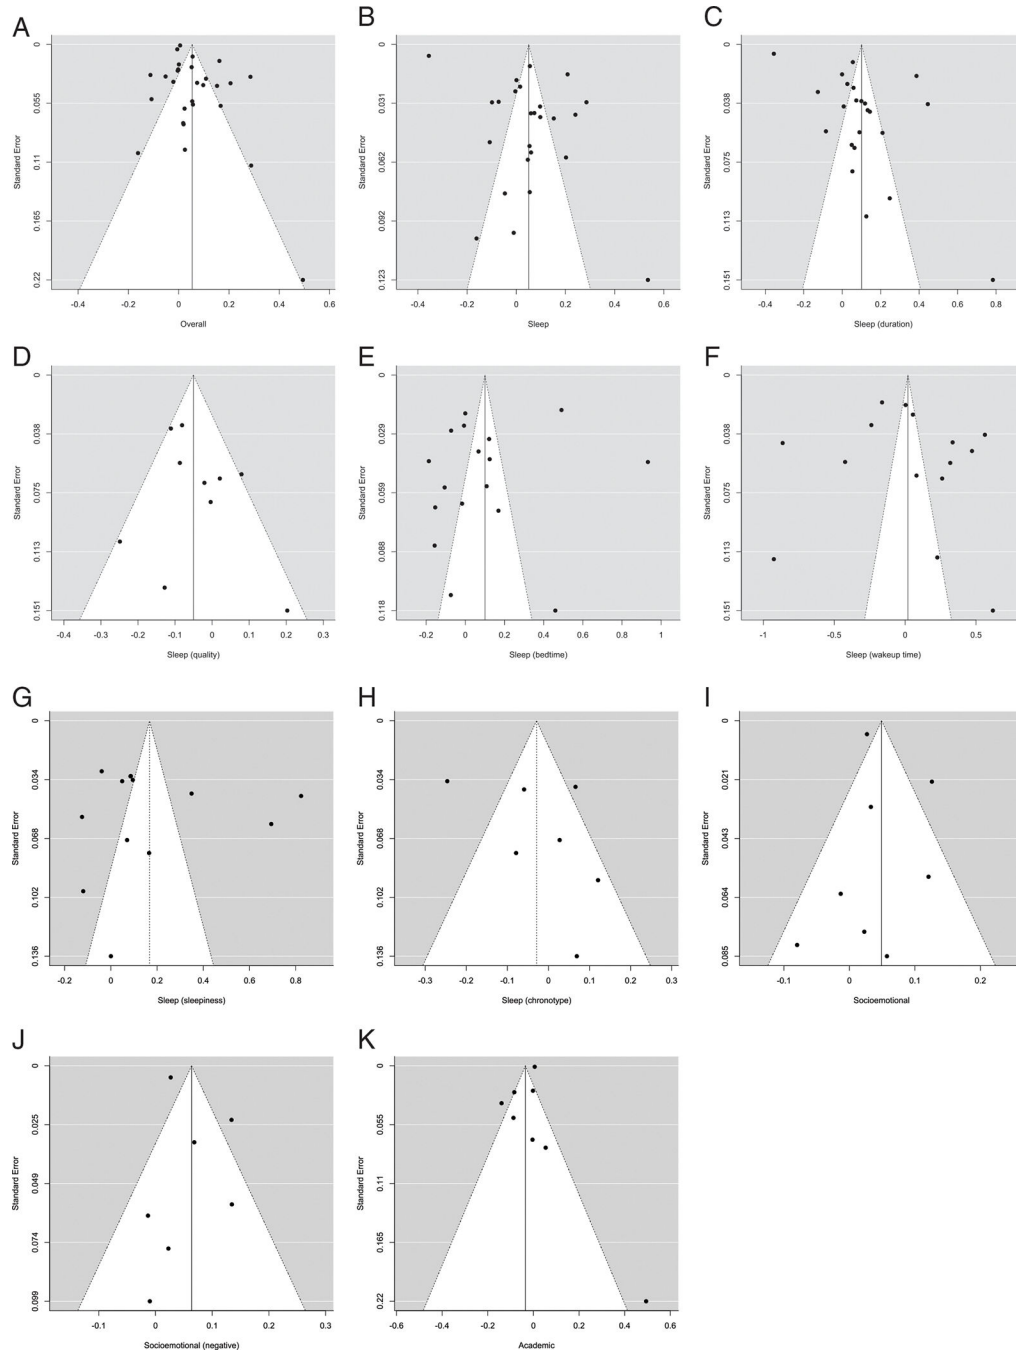 A
B
C
Standard Error
0
0.055
0.11
0.165
0.22
-0.4 -0.2 0 0.2 0.4 0.6
Overall
Standard Error
0
0.031
0.062
0.092
0.123
-0.4 -0.2 0 0.2 0.4 0.6
Sleep
Standard Error
0
0.038
0.075
0.113
0.151
-0.4 -0.2 0 0.2 0.4 0.6 0.8
Sleep (duration)
D
E
F
Standard Error
0
0.038
0.075
0.113
0.151
-0.4 -0.3 -0.2 -0.1 0 0.1 0.2 0.3
Sleep (quality)
Standard Error
0
0.029
0.059
0.088
0.118
-0.2 0 0.2 0.4 0.6 0.8 1
Sleep (bedtime)
Standard Error
0
0.038
0.075
0.113
0.151
-1 -0.5 0 0.5
Sleep (wakeup time)
G
H
I
Standard Error
0
0.034
0.068
0.102
0.136
-0.2 0 0.2 0.4 0.6 0.8
Sleep (sleepiness)
Standard Error
0
0.034
0.068
0.102
0.136
-0.3 -0.2 -0.1 0 0.1 0.2 0.3
Sleep (chronotype)
Standard Error
0
0.021
0.043
0.064
0.085
-0.1 0 0.1 0.2
Socioemotional
J
K
Standard Error
0
0.025
0.049
0.074
0.099
-0.1 0 0.1 0.2 0.3
Socioemotional (negative)
Standard Error
0
0.055
0.11
0.165
0.22
-0.6 -0.4 -0.2 0 0.2 0.4 0.6
Academic